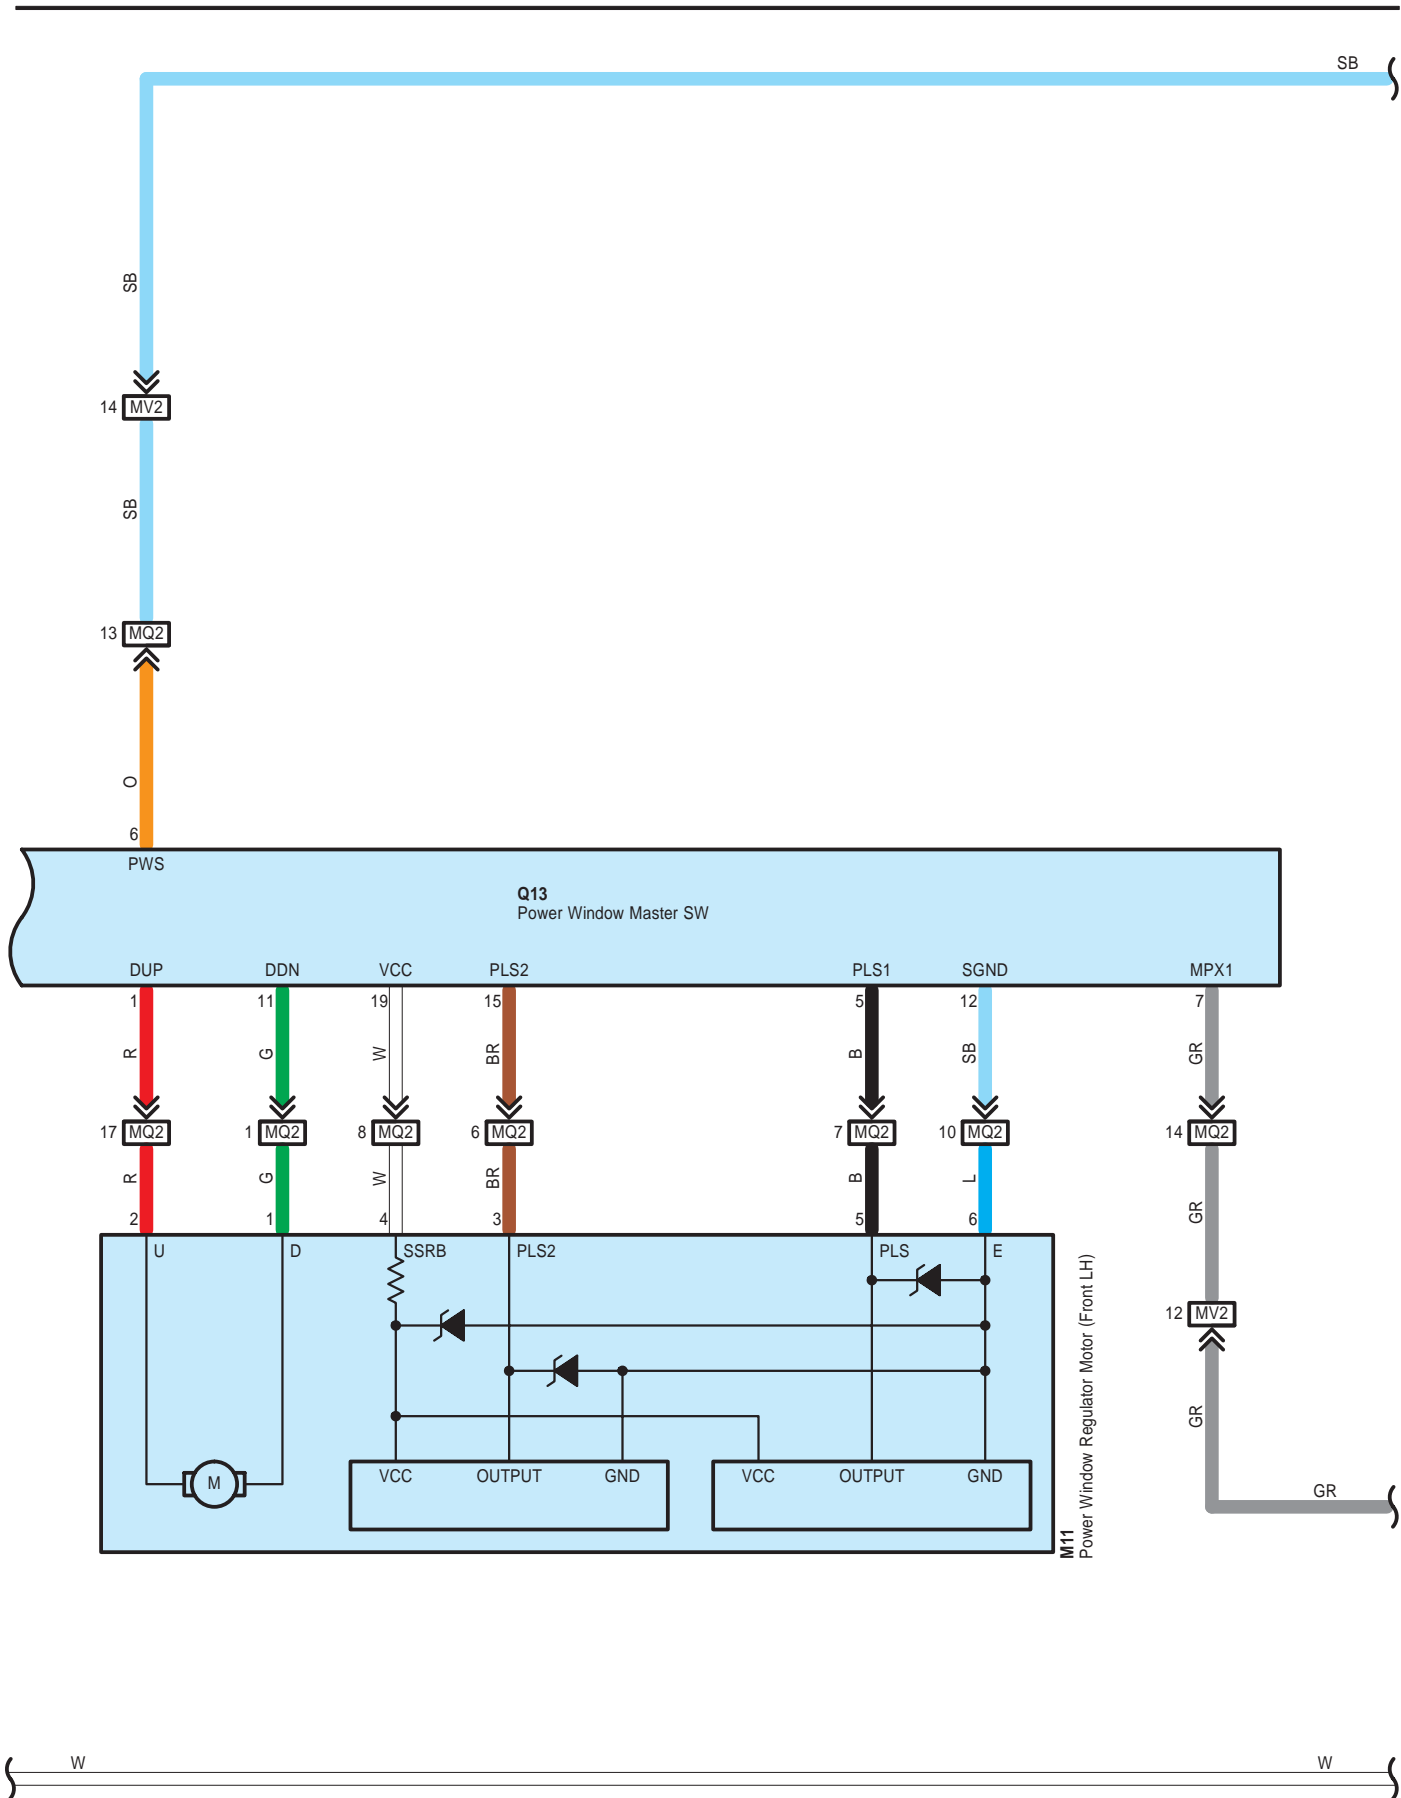 SB
SB
14 MV2
SB
13 MQ2
O
6
PWS
Q13
Power Window Master SW
DUP DDN VCC PLS2 PLS1 SGND MPX1
1 11 19 15 5 12 7
R G W BR B SB GR
17 MQ2 1 MQ2 8 MQ2 6 MQ2 7 MQ2 10 MQ2 14 MQ2
R G W BR B L GR
2 1 4 3 5 6
U D SSRB PLS2 PLS E
12 MV2
GR
M11
Power Window Regulator Motor (Front LH)
VCC OUTPUT GND VCC OUTPUT GND
M
GR
W W